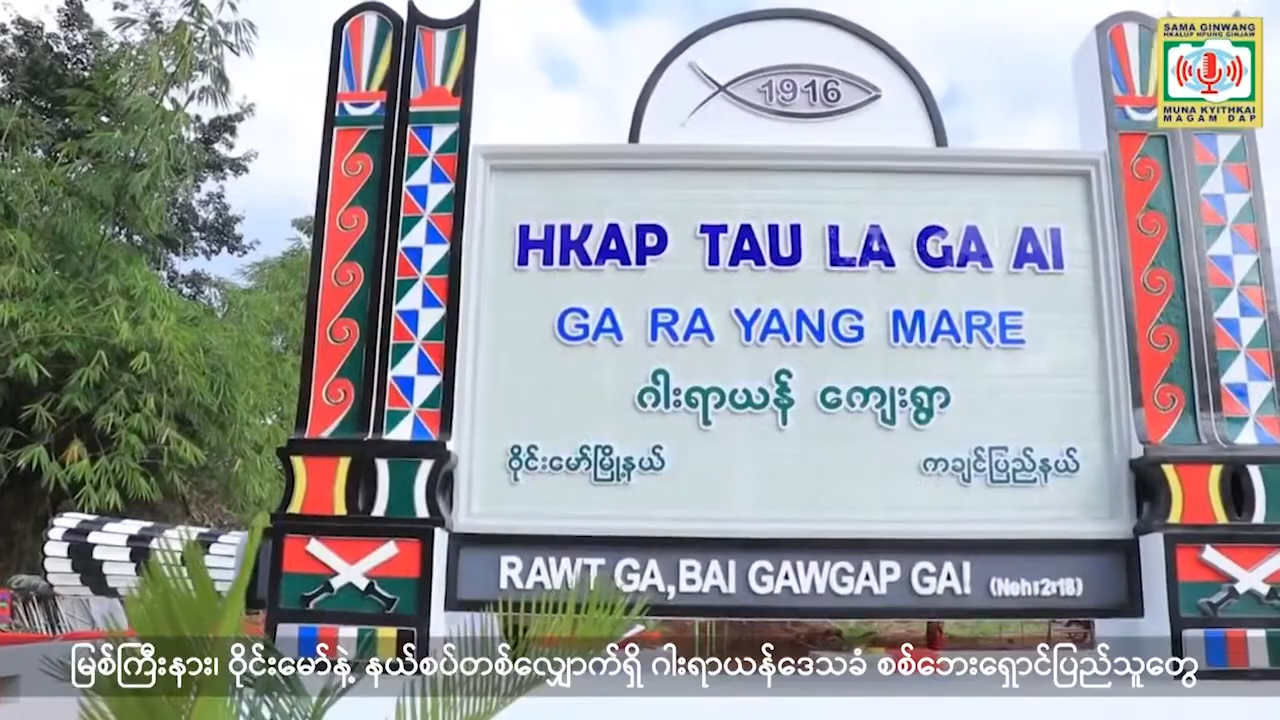 SAMA GINWANG
HKALUP HPUNG GINJAW
MUNA KYITHKAI
MAGAM DAP
1916
HKAP TAU LA GA AI
GA RA YANG MARE
ဂါးရာယန် ကျေးရွာ
ဝိုင်းမော်မြို့နယ် ကချင်ပြည်နယ်
RAWT GA, BAI GAWGAP GA! (Neh:2:18)
မြစ်ကြီးနား၊ ဝိုင်းမော်နဲ့ နယ်စပ်တစ်လျှောက်ရှိ ဂါးရာယန်ဒေသခံ စစ်ဘေးရှောင်ပြည်သူတွေ